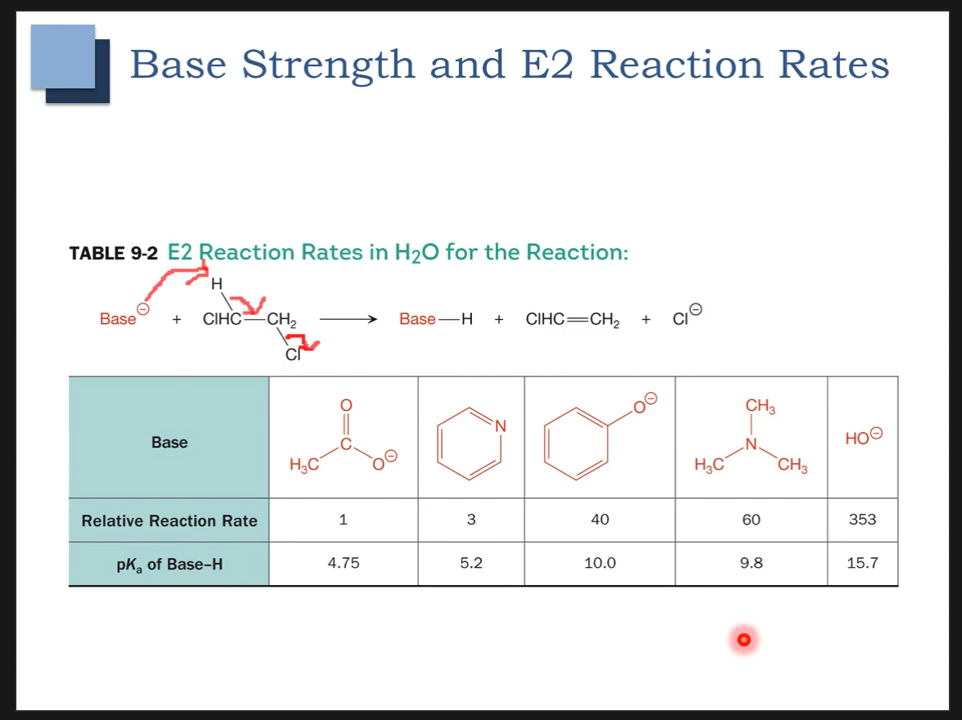 Base Strength and E2 Reaction Rates
TABLE 9-2 E2 Reaction Rates in H₂O for the Reaction:
H
Base⊖ + ClHC—CH₂ ⟶ Base—H + ClHC=CH₂ + Cl⊖
Cl
Base
O
C
H₃C O⊖
N
O⊖
CH₃
N
H₃C CH₃
HO⊖
Relative Reaction Rate 1 3 40 60 353
pKₐ of Base–H 4.75 5.2 10.0 9.8 15.7